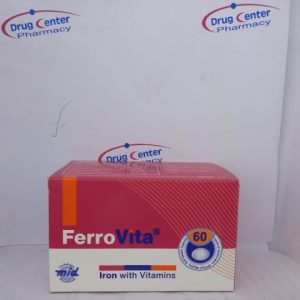 Drug Center
Pharmacy
Drug Center
Pharmacy
Drug Center
Pharmacy
FerroVita®
60
mid
Iron with Vitamins